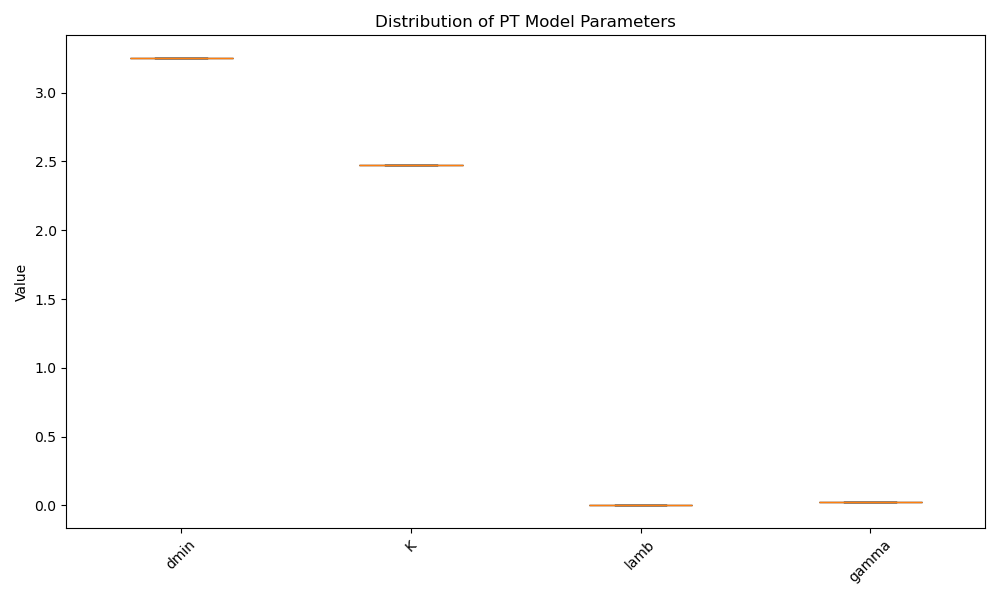 Distribution of PT Model Parameters
Value
3.0
2.5
2.0
1.5
1.0
0.5
0.0
dmin
K
lamb
gamma